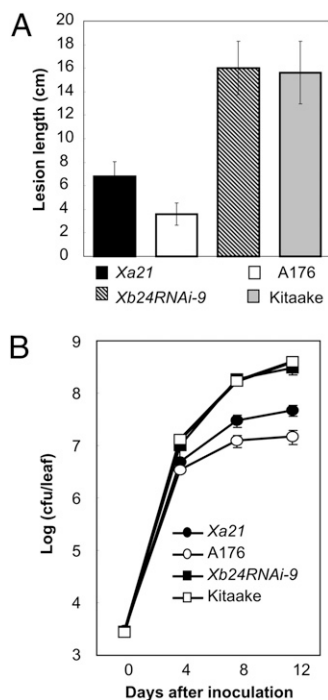 A
Lesion length (cm)
20
18
16
14
12
10
8
6
4
2
0
Xa21
A176
Xb24RNAi-9
Kitaake
B
Log (cfu/leaf)
9
8
7
6
5
4
3
Xa21
A176
Xb24RNAi-9
Kitaake
0 4 8 12
Days after inoculation